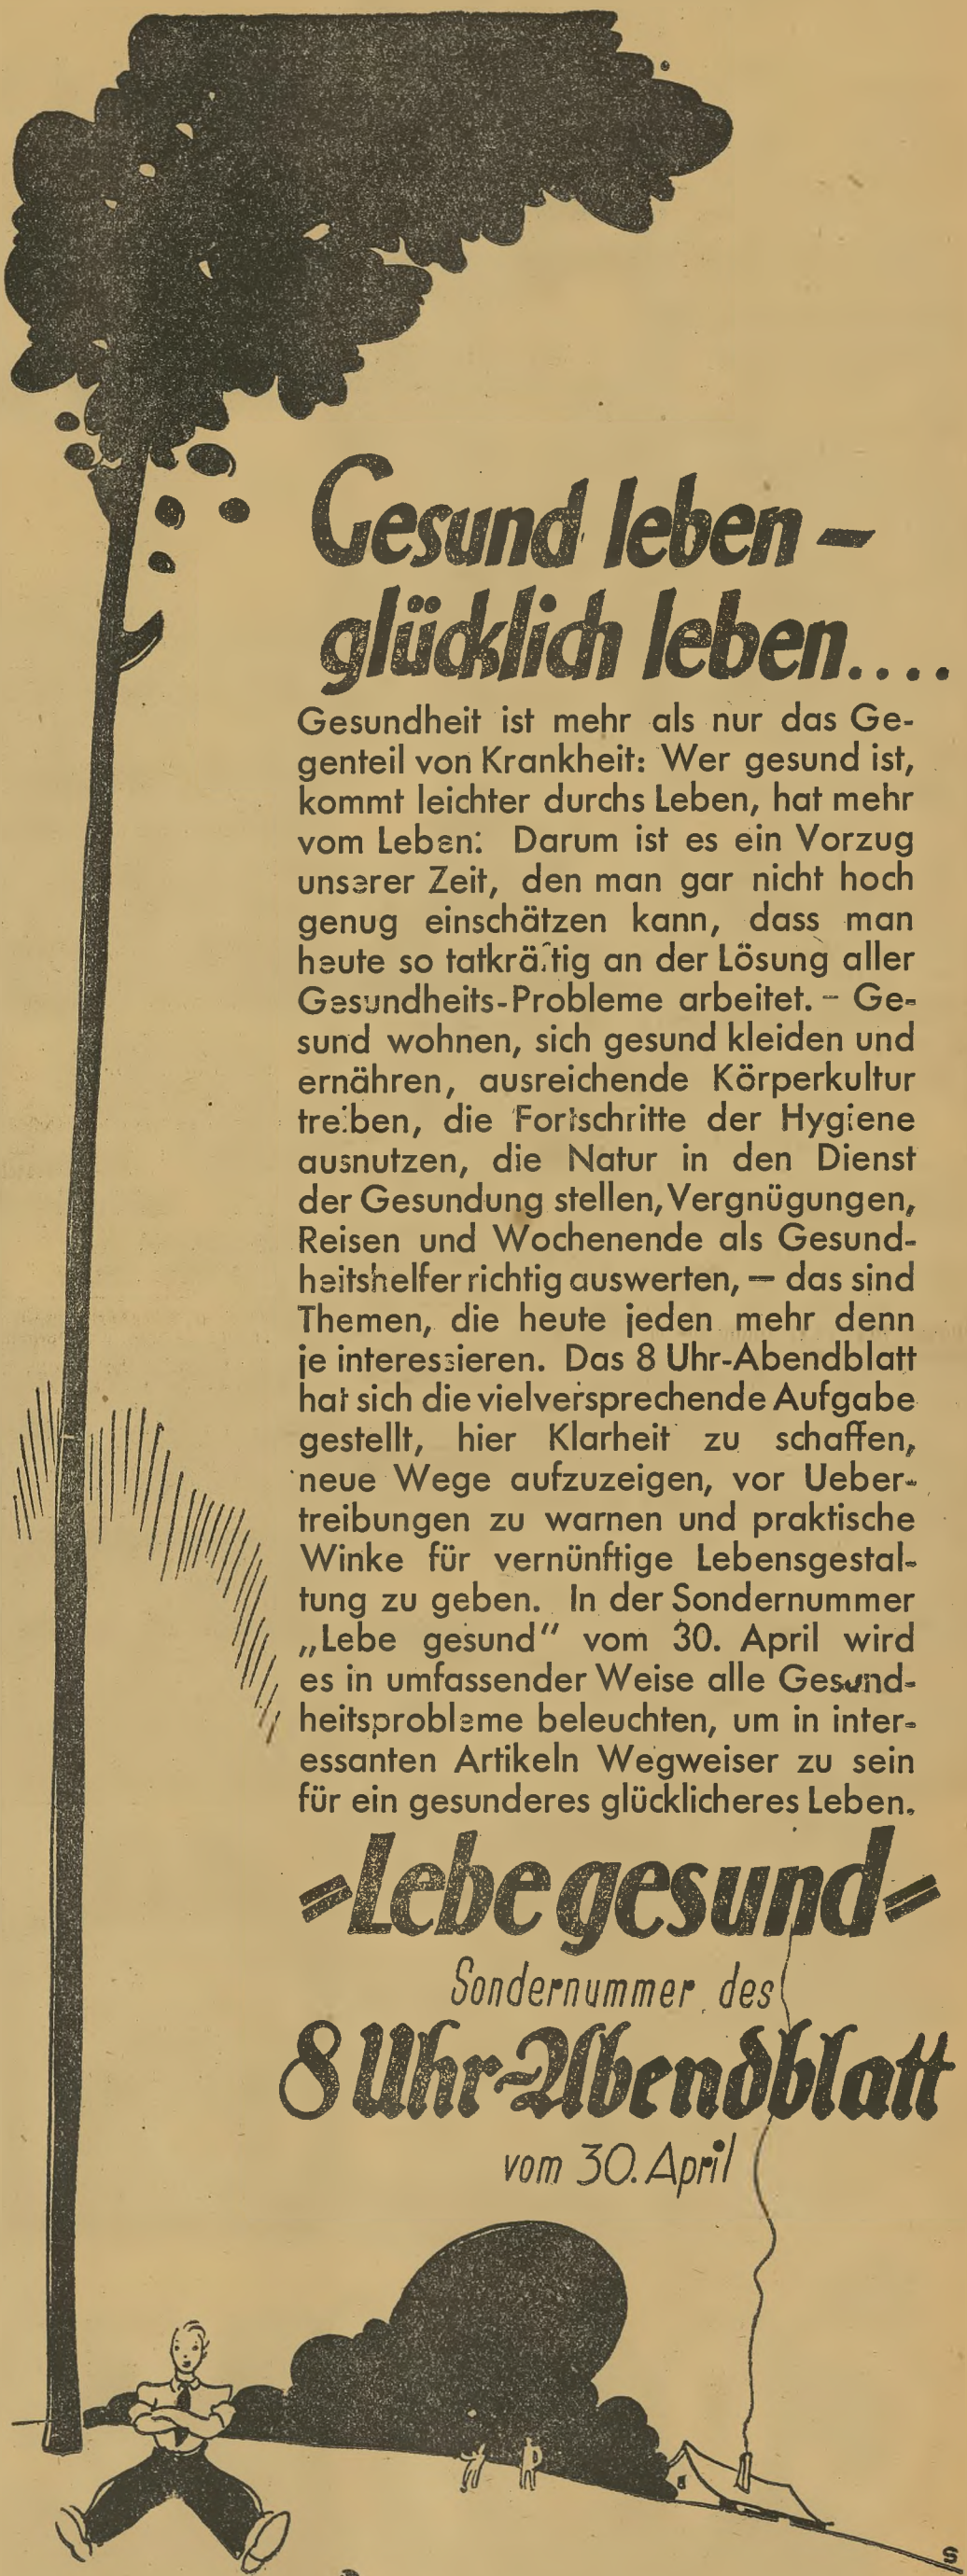 Gesund leben –
glücklich leben....
Gesundheit ist mehr als nur das Ge-
genteil von Krankheit: Wer gesund ist,
kommt leichter durchs Leben, hat mehr
vom Leben: Darum ist es ein Vorzug
unserer Zeit, den man gar nicht hoch
genug einschätzen kann, dass man
heute so tatkräftig an der Lösung aller
Gesundheits-Probleme arbeitet. – Ge-
sund wohnen, sich gesund kleiden und
ernähren, ausreichende Körperkultur
treiben, die Fortschritte der Hygiene
ausnutzen, die Natur in den Dienst
der Gesundung stellen, Vergnügungen,
Reisen und Wochenende als Gesund-
heitshelfer richtig auswerten, – das sind
Themen, die heute jeden mehr denn
je interessieren. Das 8 Uhr-Abendblatt
hat sich die vielversprechende Aufgabe
gestellt, hier Klarheit zu schaffen,
neue Wege aufzuzeigen, vor Ueber-
treibungen zu warnen und praktische
Winke für vernünftige Lebensgestal-
tung zu geben. In der Sondernummer
„Lebe gesund“ vom 30. April wird
es in umfassender Weise alle Gesund-
heitsprobleme beleuchten, um in inter-
essanten Artikeln Wegweiser zu sein
für ein gesunderes glücklicheres Leben.
=Lebe gesund=
Sondernummer des
8 Uhr-Abendblatt
vom 30. April
S